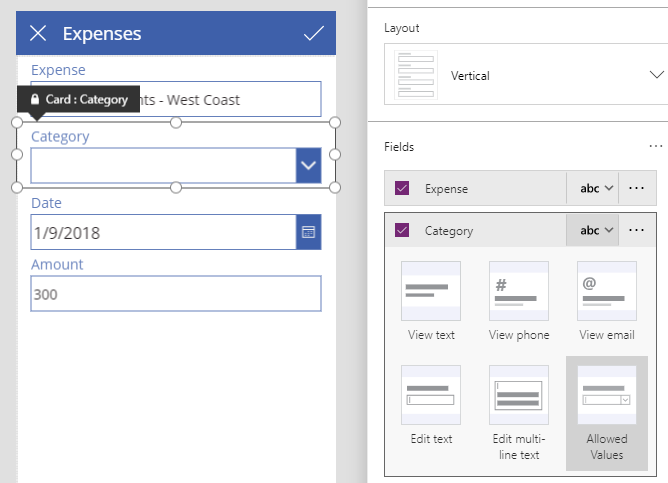 Expenses
Expense
Card : Category
nts - West Coast
Category
Date
1/9/2018
Amount
300
Layout
Vertical
Fields
...
Expense
abc
...
Category
abc
...
View text
#
View phone
@
View email
Edit text
Edit multi-
line text
Allowed
Values